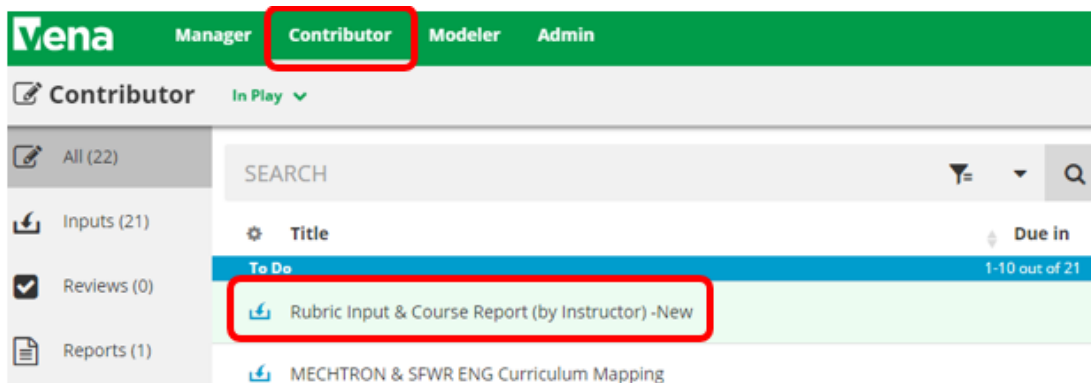 Vena Manager Contributor Modeler Admin
Contributor In Play
All (22)
SEARCH
Inputs (21)
Title Due in
To Do 1-10 out of 21
Reviews (0)
Rubric Input & Course Report (by Instructor) -New
Reports (1)
MECHTRON & SFWR ENG Curriculum Mapping